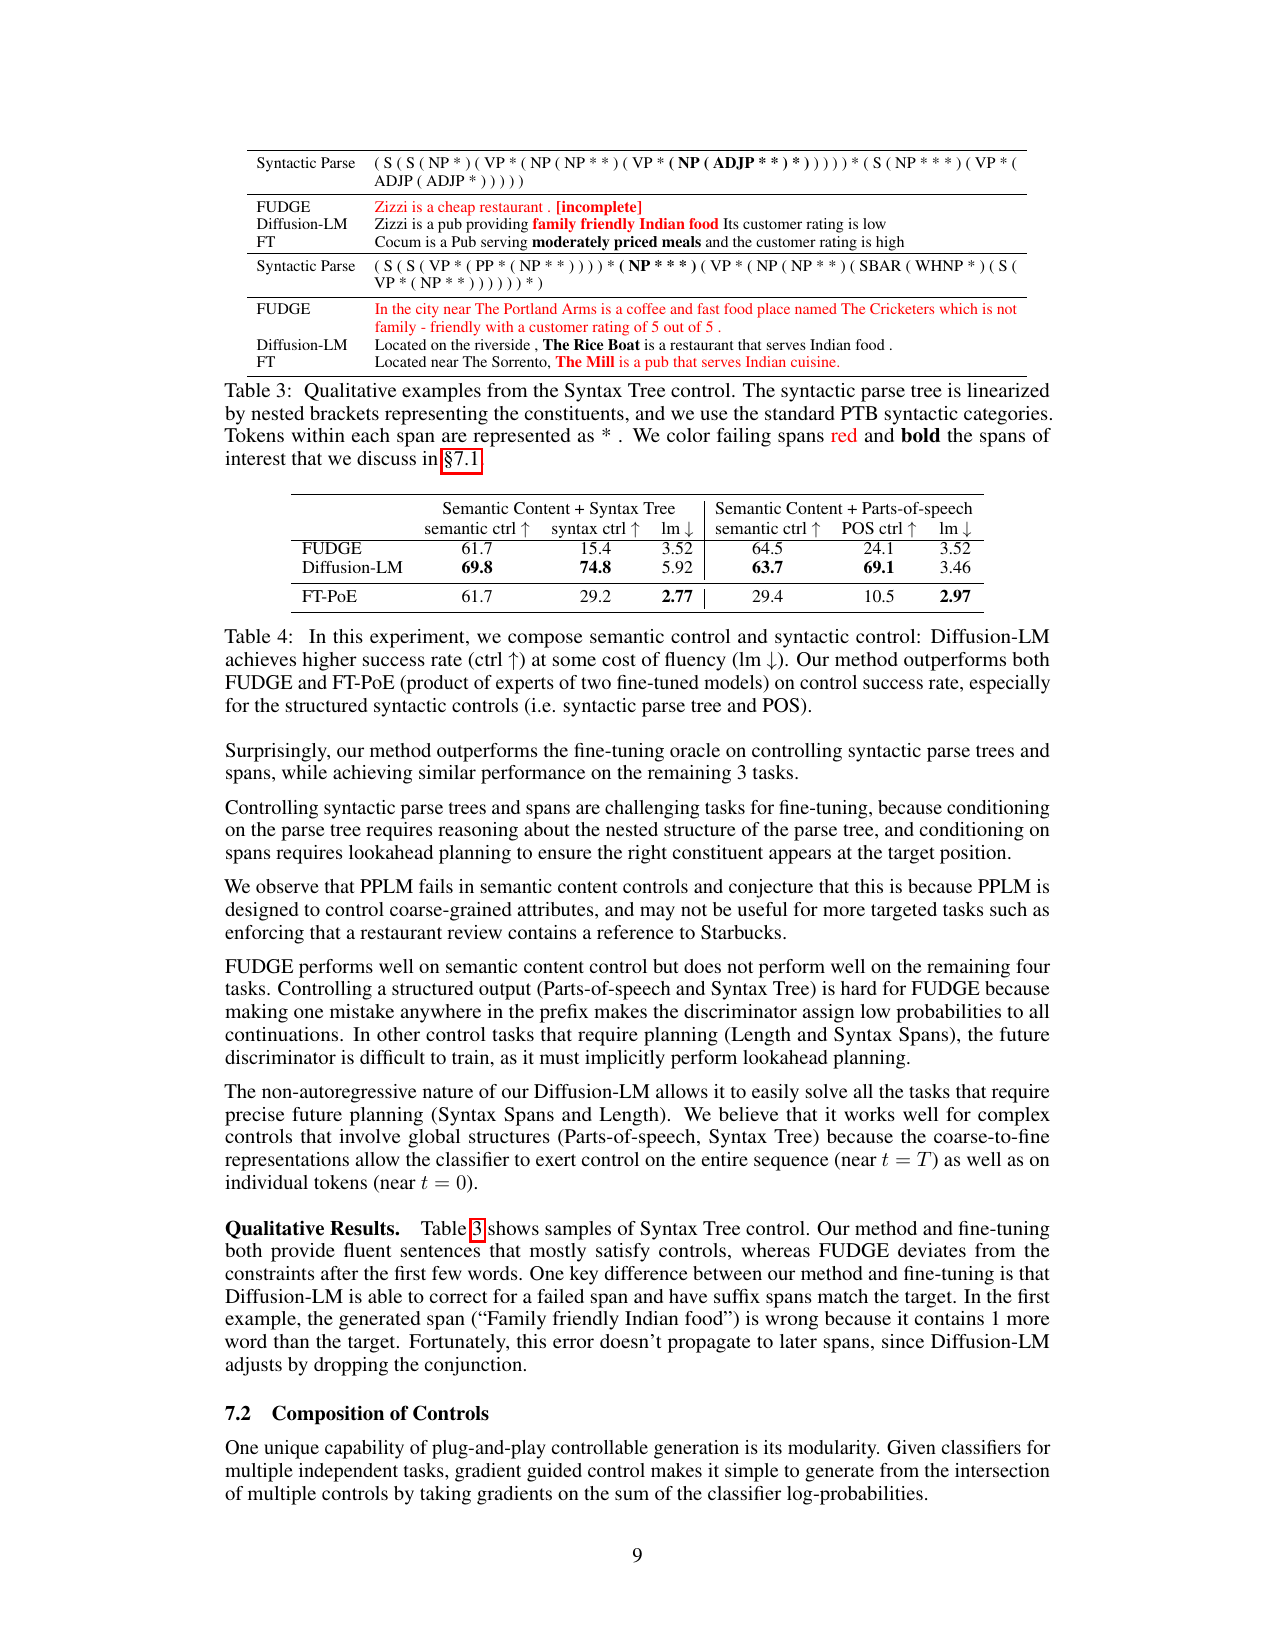 Syntactic Parse ( S ( S ( NP * ) ( VP * ( NP ( NP * * ) ( VP * ( NP ( ADJP * * ) * ) ) ) ) ) * ( S ( NP * * * ) ( VP * (
ADJP ( ADJP * ) ) ) ) )
FUDGE Zizzi is a cheap restaurant . [incomplete]
Diffusion-LM Zizzi is a pub providing family friendly Indian food Its customer rating is low
FT Cocum is a Pub serving moderately priced meals and the customer rating is high
Syntactic Parse ( S ( S ( VP * ( PP * ( NP * * ) ) ) ) * ( NP * * * ) ( VP * ( NP ( NP * * ) ( SBAR ( WHNP * ) ( S (
VP * ( NP * * ) ) ) ) ) ) * )
FUDGE In the city near The Portland Arms is a coffee and fast food place named The Cricketers which is not
family - friendly with a customer rating of 5 out of 5 .
Diffusion-LM Located on the riverside , The Rice Boat is a restaurant that serves Indian food .
FT Located near The Sorrento, The Mill is a pub that serves Indian cuisine.
Table 3: Qualitative examples from the Syntax Tree control. The syntactic parse tree is linearized
by nested brackets representing the constituents, and we use the standard PTB syntactic categories.
Tokens within each span are represented as * . We color failing spans red and bold the spans of
interest that we discuss in §7.1.
Semantic Content + Syntax Tree Semantic Content + Parts-of-speech
semantic ctrl ↑ syntax ctrl ↑ lm ↓ semantic ctrl ↑ POS ctrl ↑ lm ↓
FUDGE 61.7 15.4 3.52 64.5 24.1 3.52
Diffusion-LM 69.8 74.8 5.92 63.7 69.1 3.46
FT-PoE 61.7 29.2 2.77 29.4 10.5 2.97
Table 4: In this experiment, we compose semantic control and syntactic control: Diffusion-LM
achieves higher success rate (ctrl ↑) at some cost of fluency (lm ↓). Our method outperforms both
FUDGE and FT-PoE (product of experts of two fine-tuned models) on control success rate, especially
for the structured syntactic controls (i.e. syntactic parse tree and POS).
Surprisingly, our method outperforms the fine-tuning oracle on controlling syntactic parse trees and
spans, while achieving similar performance on the remaining 3 tasks.
Controlling syntactic parse trees and spans are challenging tasks for fine-tuning, because conditioning
on the parse tree requires reasoning about the nested structure of the parse tree, and conditioning on
spans requires lookahead planning to ensure the right constituent appears at the target position.
We observe that PPLM fails in semantic content controls and conjecture that this is because PPLM is
designed to control coarse-grained attributes, and may not be useful for more targeted tasks such as
enforcing that a restaurant review contains a reference to Starbucks.
FUDGE performs well on semantic content control but does not perform well on the remaining four
tasks. Controlling a structured output (Parts-of-speech and Syntax Tree) is hard for FUDGE because
making one mistake anywhere in the prefix makes the discriminator assign low probabilities to all
continuations. In other control tasks that require planning (Length and Syntax Spans), the future
discriminator is difficult to train, as it must implicitly perform lookahead planning.
The non-autoregressive nature of our Diffusion-LM allows it to easily solve all the tasks that require
precise future planning (Syntax Spans and Length). We believe that it works well for complex
controls that involve global structures (Parts-of-speech, Syntax Tree) because the coarse-to-fine
representations allow the classifier to exert control on the entire sequence (near t = T) as well as on
individual tokens (near t = 0).
Qualitative Results. Table 3 shows samples of Syntax Tree control. Our method and fine-tuning
both provide fluent sentences that mostly satisfy controls, whereas FUDGE deviates from the
constraints after the first few words. One key difference between our method and fine-tuning is that
Diffusion-LM is able to correct for a failed span and have suffix spans match the target. In the first
example, the generated span (“Family friendly Indian food”) is wrong because it contains 1 more
word than the target. Fortunately, this error doesn’t propagate to later spans, since Diffusion-LM
adjusts by dropping the conjunction.
7.2 Composition of Controls
One unique capability of plug-and-play controllable generation is its modularity. Given classifiers for
multiple independent tasks, gradient guided control makes it simple to generate from the intersection
of multiple controls by taking gradients on the sum of the classifier log-probabilities.
9